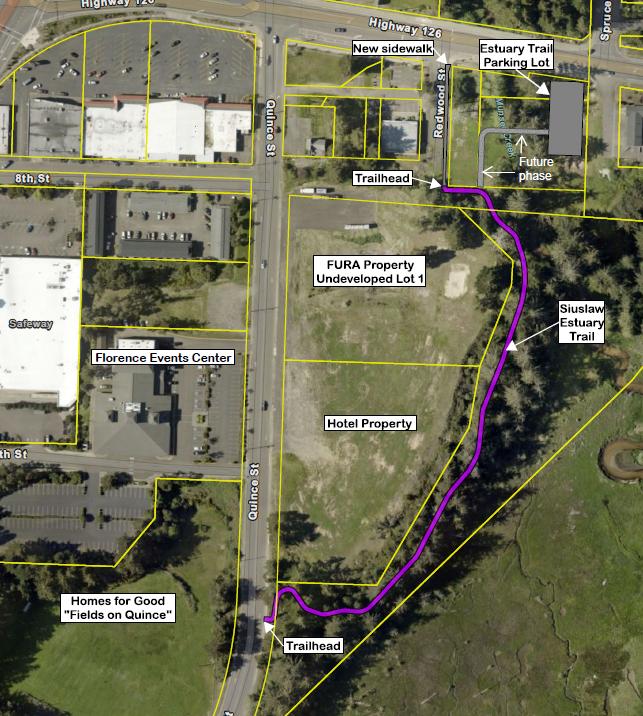 Highway 126
Highway 126
Spruce
New sidewalk
Estuary Trail
Parking Lot
Redwood St
Quince St
Future
phase
8th St
Trailhead
FURA Property
Undeveloped Lot 1
Siuslaw
Estuary
Trail
Safeway
Florence Events Center
Hotel Property
th St
Quince St
Homes for Good
"Fields on Quince"
Trailhead